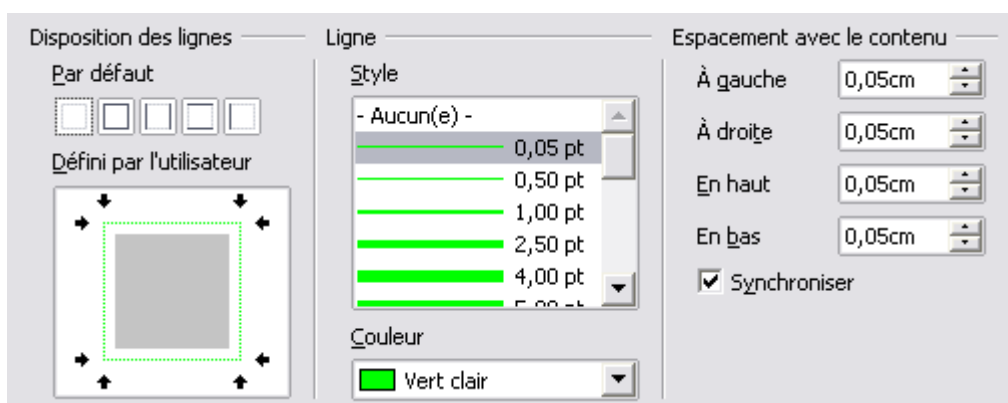 Disposition des lignes
Par défaut
Défini par l'utilisateur
Ligne
Style
- Aucun(e) -
0,05 pt
0,50 pt
1,00 pt
2,50 pt
4,00 pt
Couleur
Vert clair
Espacement avec le contenu
À gauche 0,05cm
À droite 0,05cm
En haut 0,05cm
En bas 0,05cm
Synchroniser